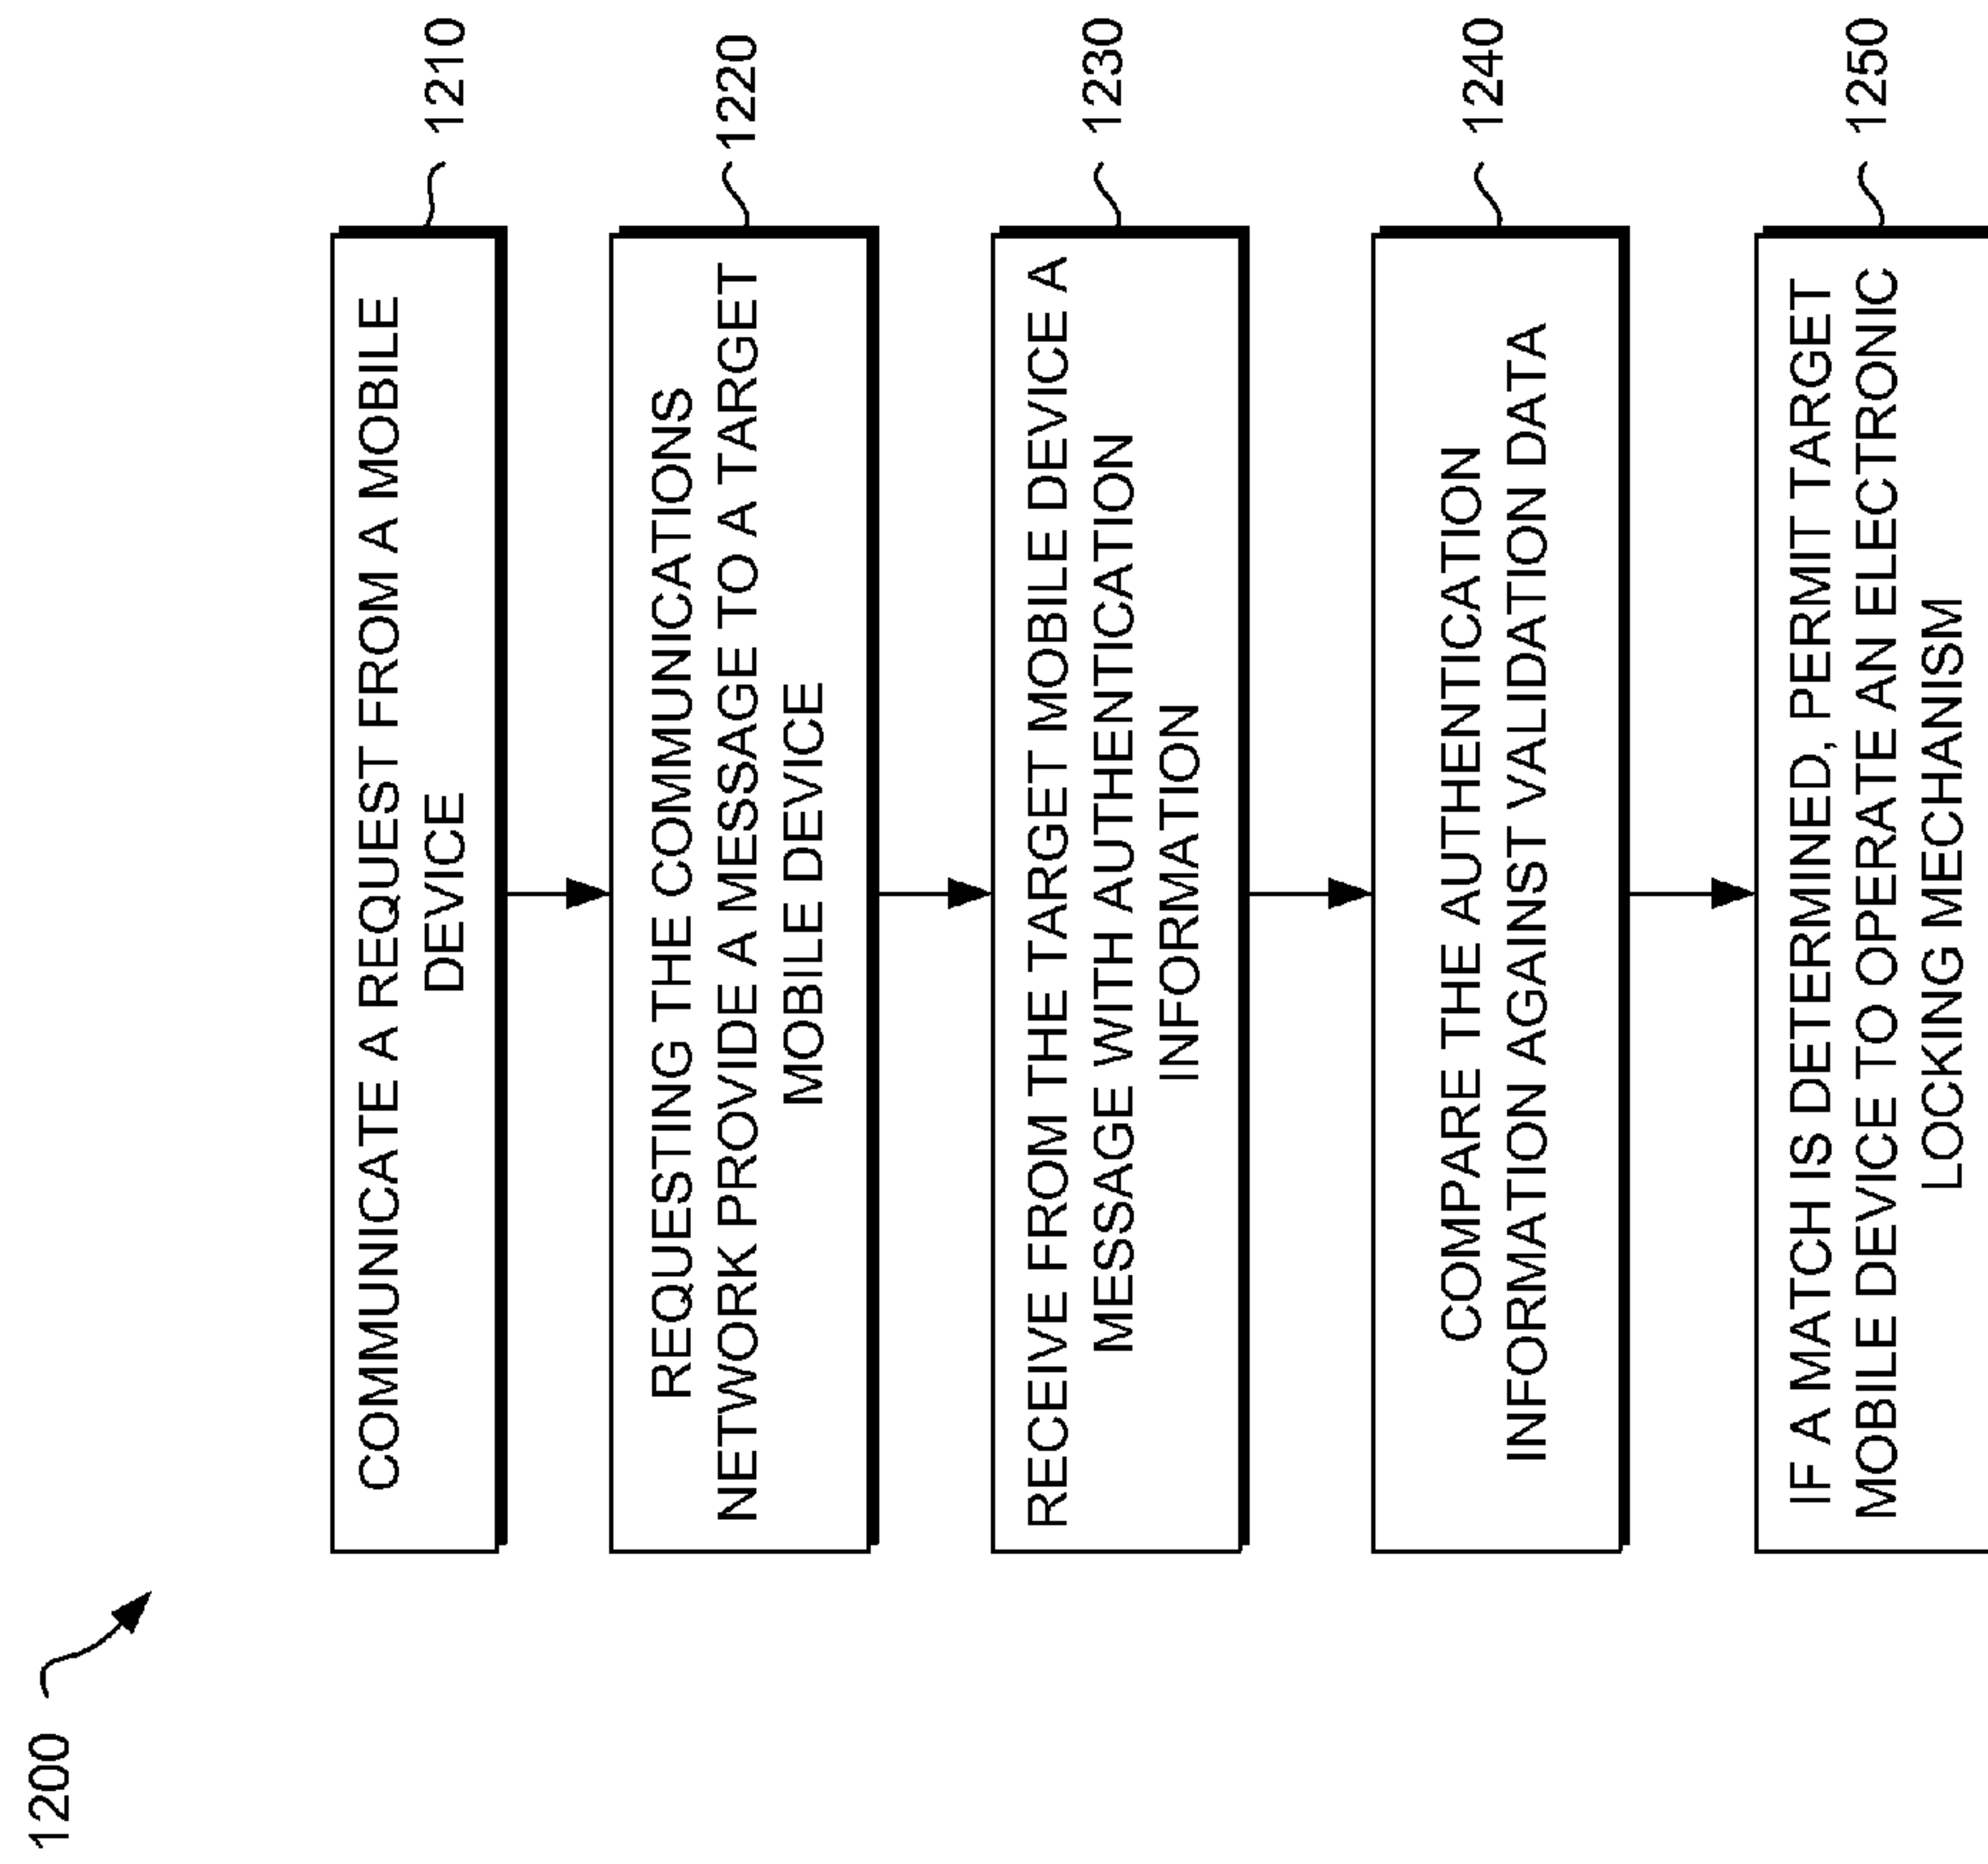 1200
COMMUNICATE A REQUEST FROM A MOBILE
DEVICE
1210
REQUESTING THE COMMUNICATIONS
NETWORK PROVIDE A MESSAGE TO A TARGET
MOBILE DEVICE
1220
RECEIVE FROM THE TARGET MOBILE DEVICE A
MESSAGE WITH AUTHENTICATION
INFORMATION
1230
COMPARE THE AUTHENTICATION
INFORMATION AGAINST VALIDATION DATA
1240
IF A MATCH IS DETERMINED, PERMIT TARGET
MOBILE DEVICE TO OPERATE AN ELECTRONIC
LOCKING MECHANISM
1250